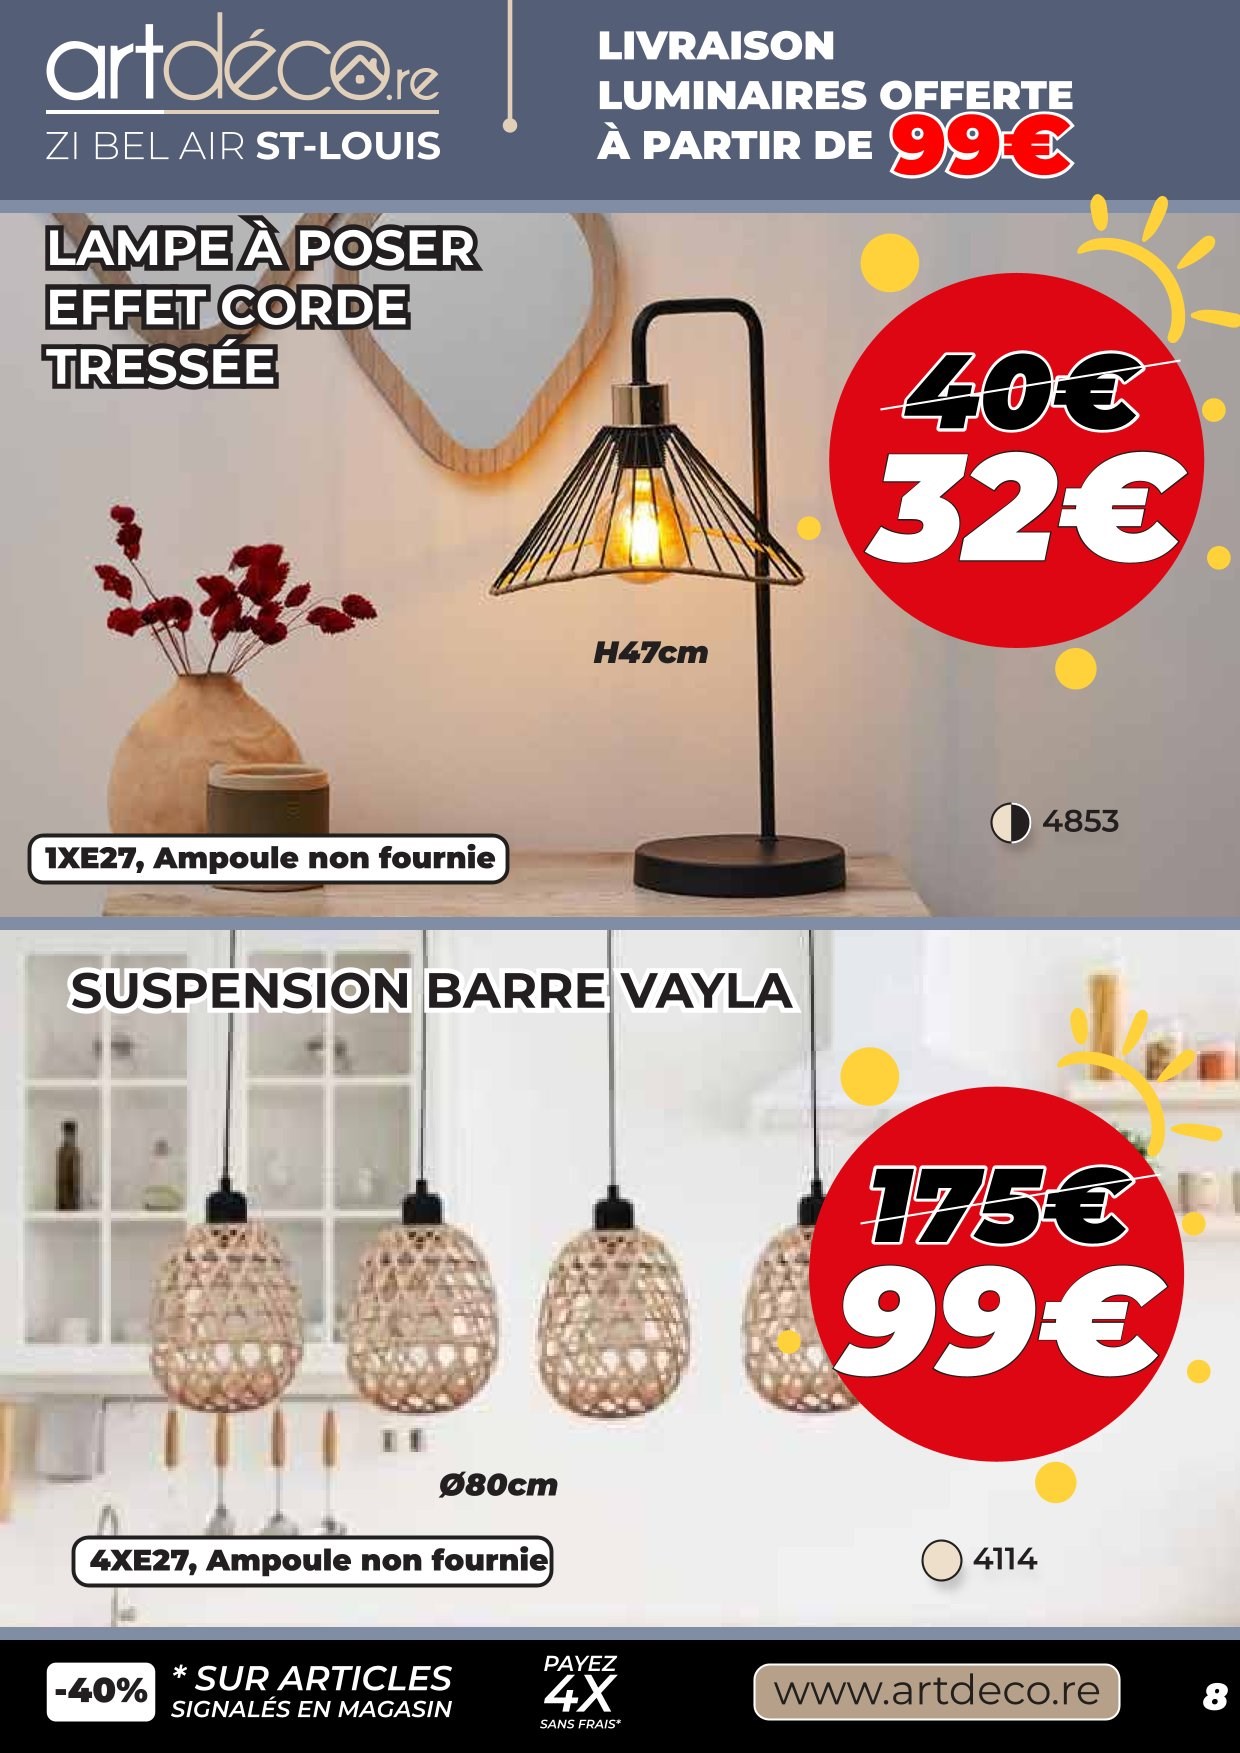 artdéco.re
ZI BEL AIR ST-LOUIS
LIVRAISON
LUMINAIRES OFFERTE
À PARTIR DE 99€
LAMPE À POSER
EFFET CORDE
TRESSÉE
40€
32€
H47cm
4853
1XE27, Ampoule non fournie
SUSPENSION BARRE VAYLA
175€
99€
Ø80cm
4XE27, Ampoule non fournie
4114
-40%
* SUR ARTICLES
SIGNALÉS EN MAGASIN
PAYEZ
4X
SANS FRAIS*
www.artdeco.re
8